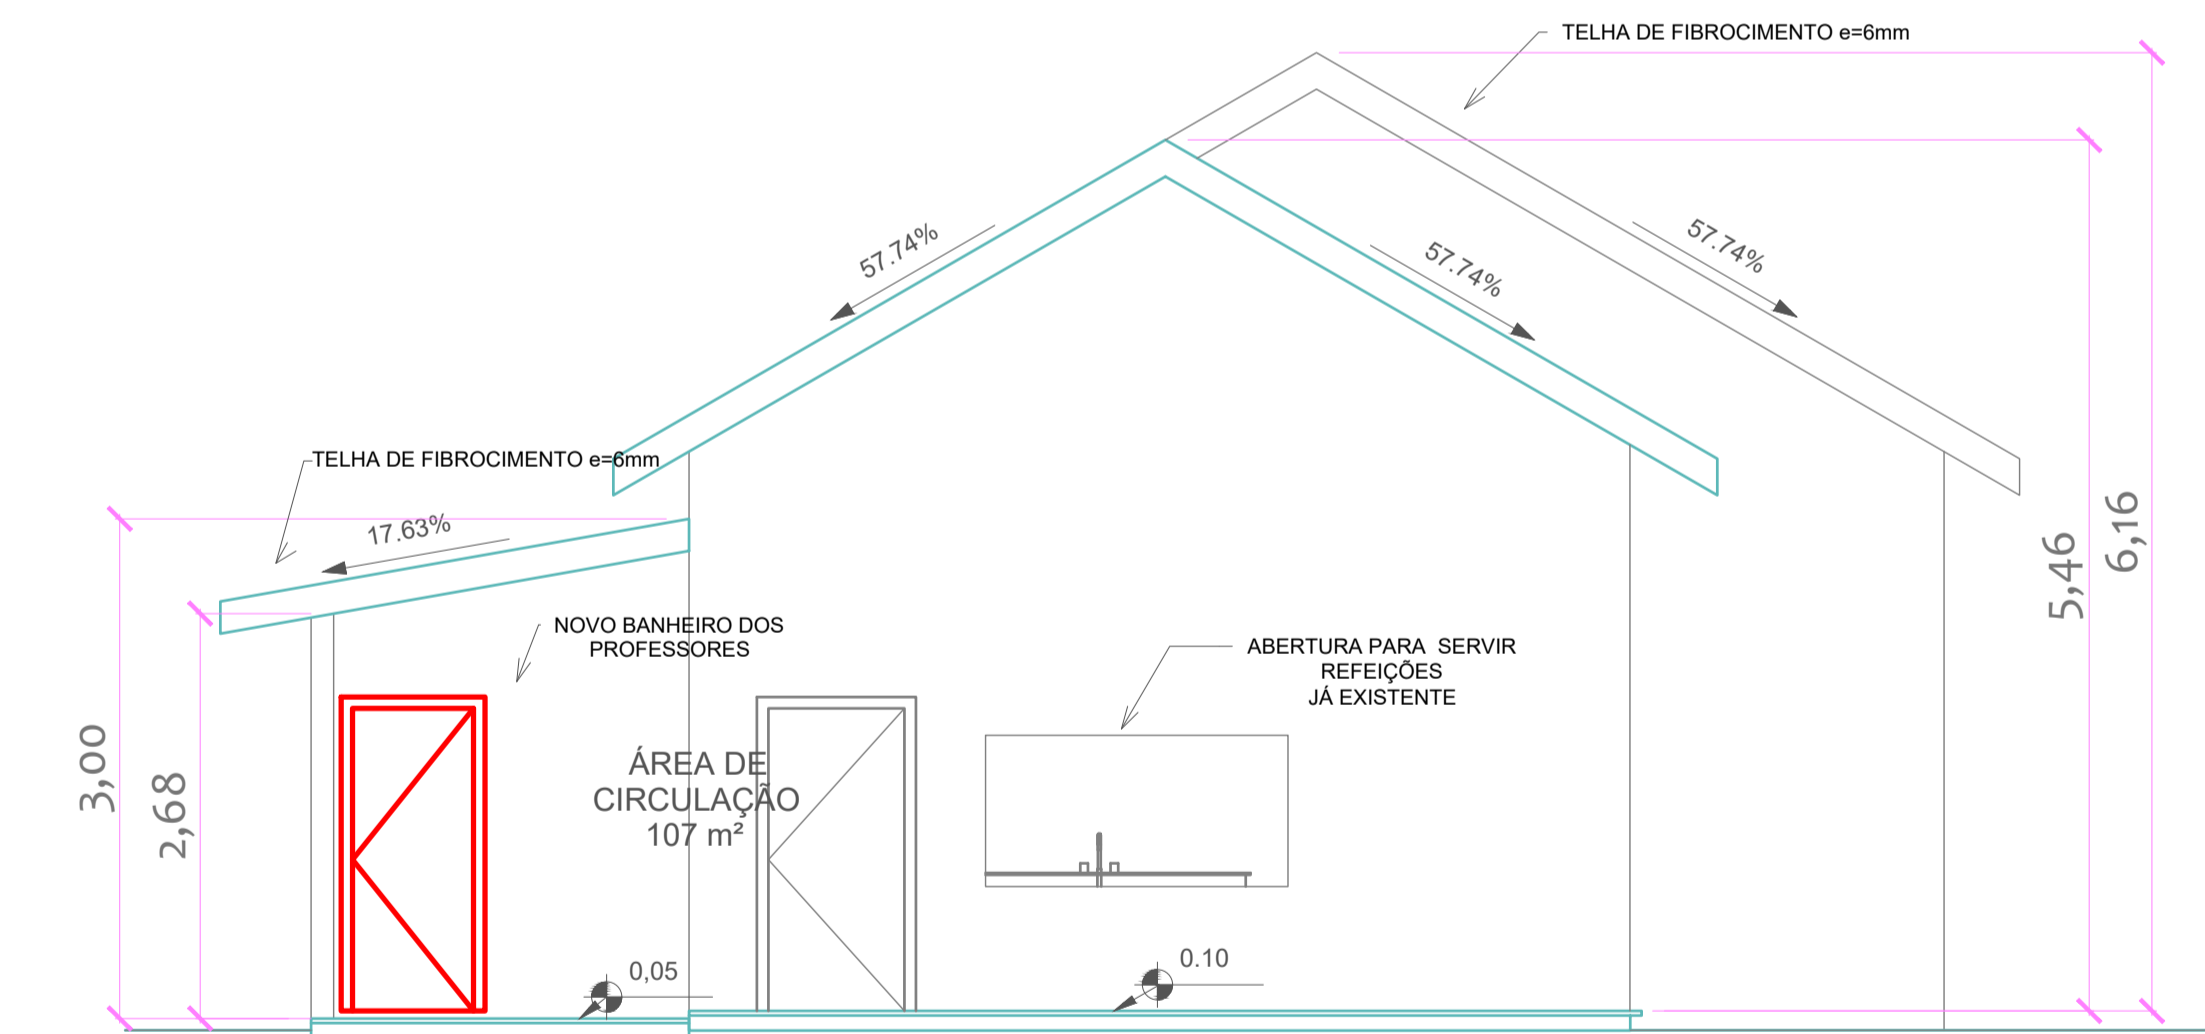 TELHA DE FIBROCIMENTO e=6mm
57.74%
57.74%
57.74%
TELHA DE FIBROCIMENTO e=6mm
17.63%
6,16
5,46
NOVO BANHEIRO DOS
PROFESSORES
ABERTURA PARA SERVIR
REFEIÇÕES
JÁ EXISTENTE
3,00
2,68
ÁREA DE
CIRCULAÇÃO
107 m²
0,05
0.10